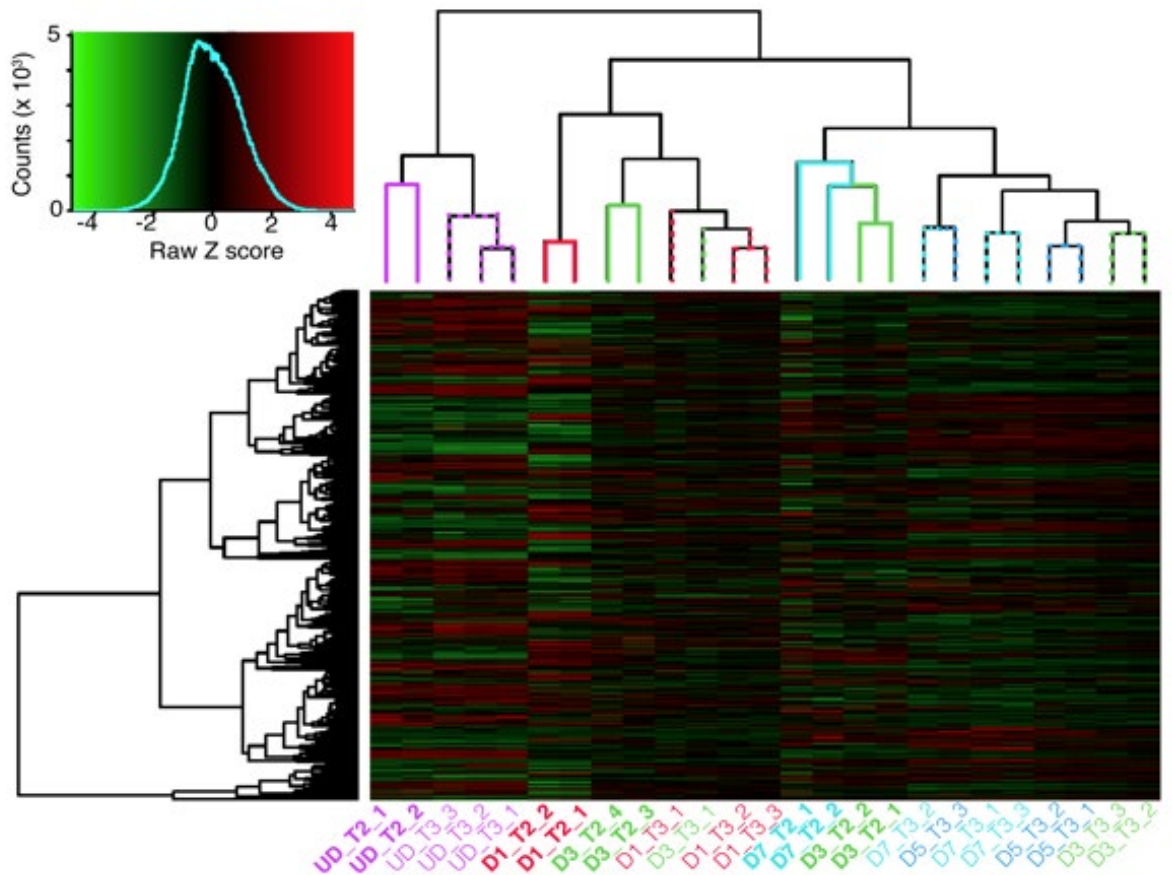 5
Counts (x 10³)
0
-4 -2 0 2 4
Raw Z score
UD_T2_1
UD_T2_2
UD_T3_3
UD_T3_2
UD_T3_1
D1_T2_2
D1_T2_1
D3_T2_4
D3_T2_3
D1_T3_1
D3_T3_1
D1_T3_2
D1_T3_3
D7_T2_1
D7_T2_2
D3_T2_2
D3_T2_1
D7_T3_2
D5_T3_3
D7_T3_1
D7_T3_3
D5_T3_2
D5_T3_1
D3_T3_3
D3_T3_2